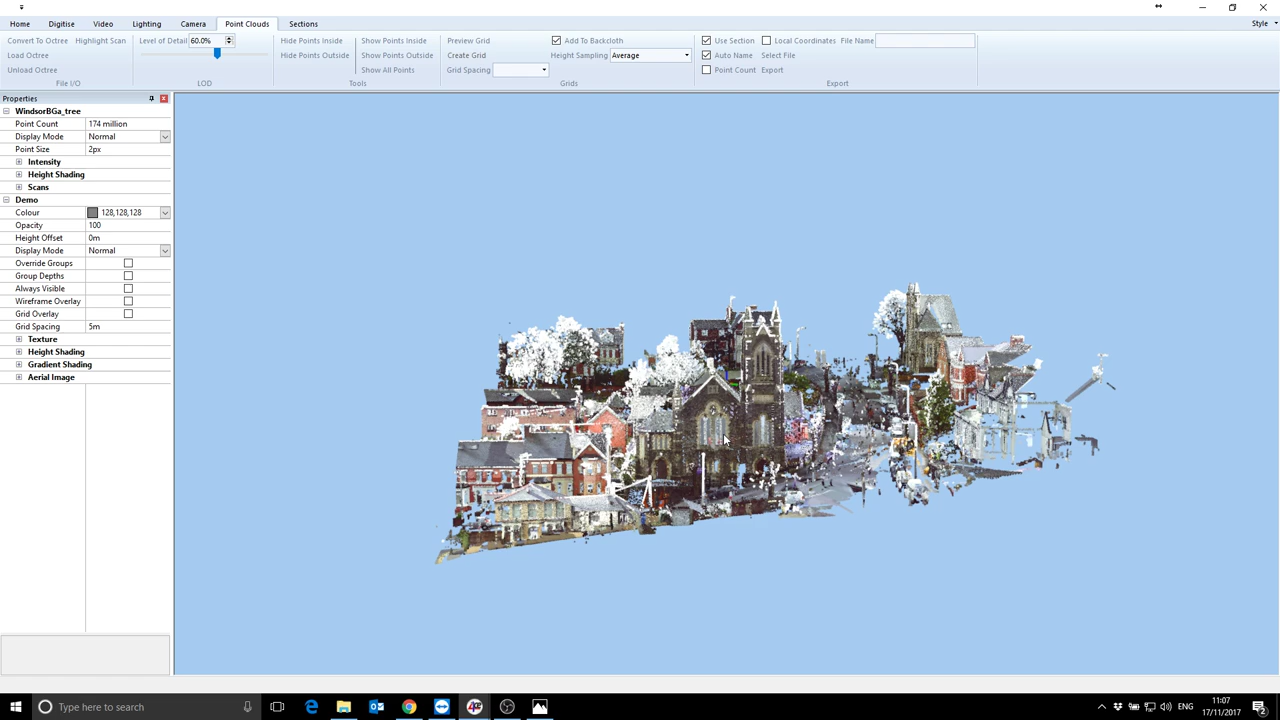 Home Digitise Video Lighting Camera Point Clouds Sections Style
Convert To Octree Highlight Scan
Load Octree
Unload Octree
File I/O
Level of Detail 60.0%
LOD
Hide Points Inside Show Points Inside
Hide Points Outside Show Points Outside
Show All Points
Tools
Preview Grid Add To Backcloth
Create Grid Height Sampling Average
Grid Spacing
Grids
Use Section Local Coordinates File Name
Auto Name Select File
Point Count Export
Export
Properties
WindsorBGa_tree
Point Count 174 million
Display Mode Normal
Point Size 2px
Intensity
Height Shading
Scans
Demo
Colour 128,128,128
Opacity 100
Height Offset 0m
Display Mode Normal
Override Groups
Group Depths
Always Visible
Wireframe Overlay
Grid Overlay
Grid Spacing 5m
Texture
Height Shading
Gradient Shading
Aerial Image
Type here to search
ENG
11:07
17/11/2017
2